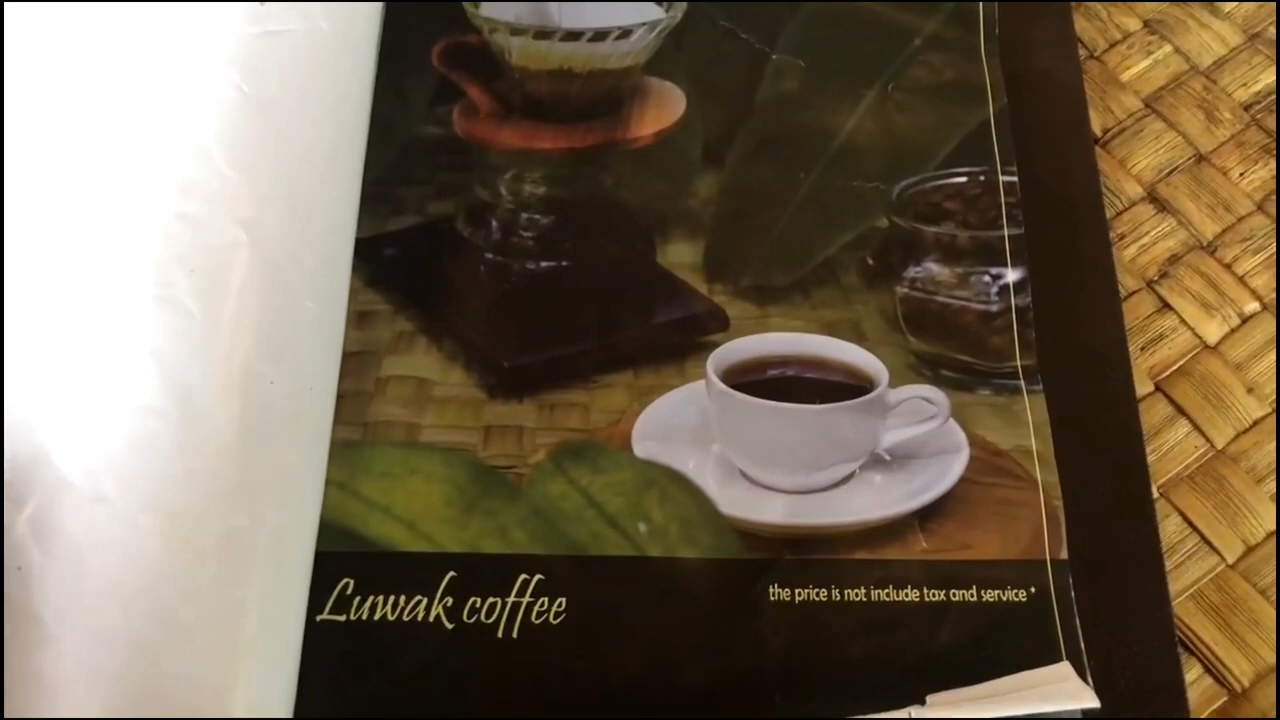 Luwak coffee
the price is not include tax and service *